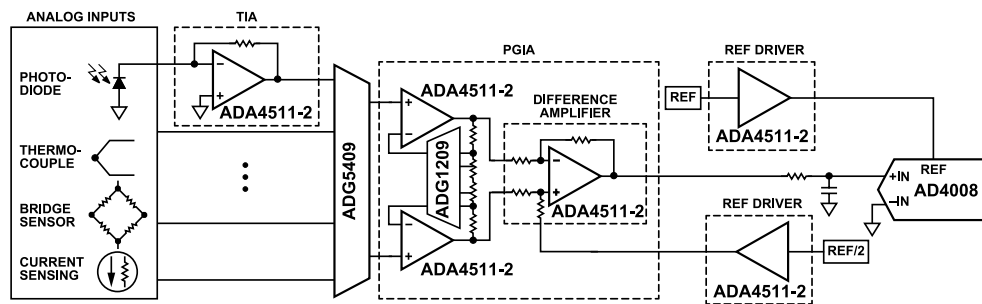 ANALOG INPUTS
TIA
PHOTO-
DIODE
THERMO-
COUPLE
BRIDGE
SENSOR
CURRENT
SENSING
−
+
ADA4511-2
ADG5409
PGIA
ADA4511-2
+
−
ADG1209
−
+
ADA4511-2
DIFFERENCE
AMPLIFIER
−
+
ADA4511-2
REF DRIVER
REF
ADA4511-2
REF
+IN
AD4008
−IN
REF DRIVER
REF/2
ADA4511-2